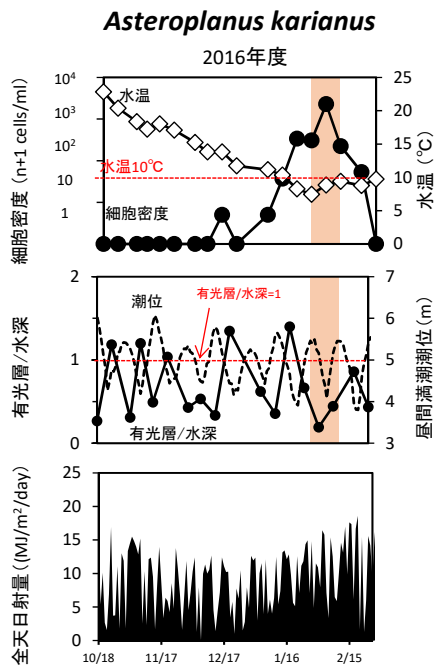 Asteroplanus karianus
2016年度
細胞密度 (n+1 cells/ml)
10⁴
10³
10²
10
1
水温
水温10℃
細胞密度
25
20
15
10
5
0
水温 (℃)
有光層/水深
2
1
0
潮位
有光層/水深=1
有光層/水深
7
6
5
4
3
昼間満潮潮位 (m)
全天日射量 ((MJ/m²/day)
25
20
15
10
5
0
10/18 11/17 12/17 1/16 2/15